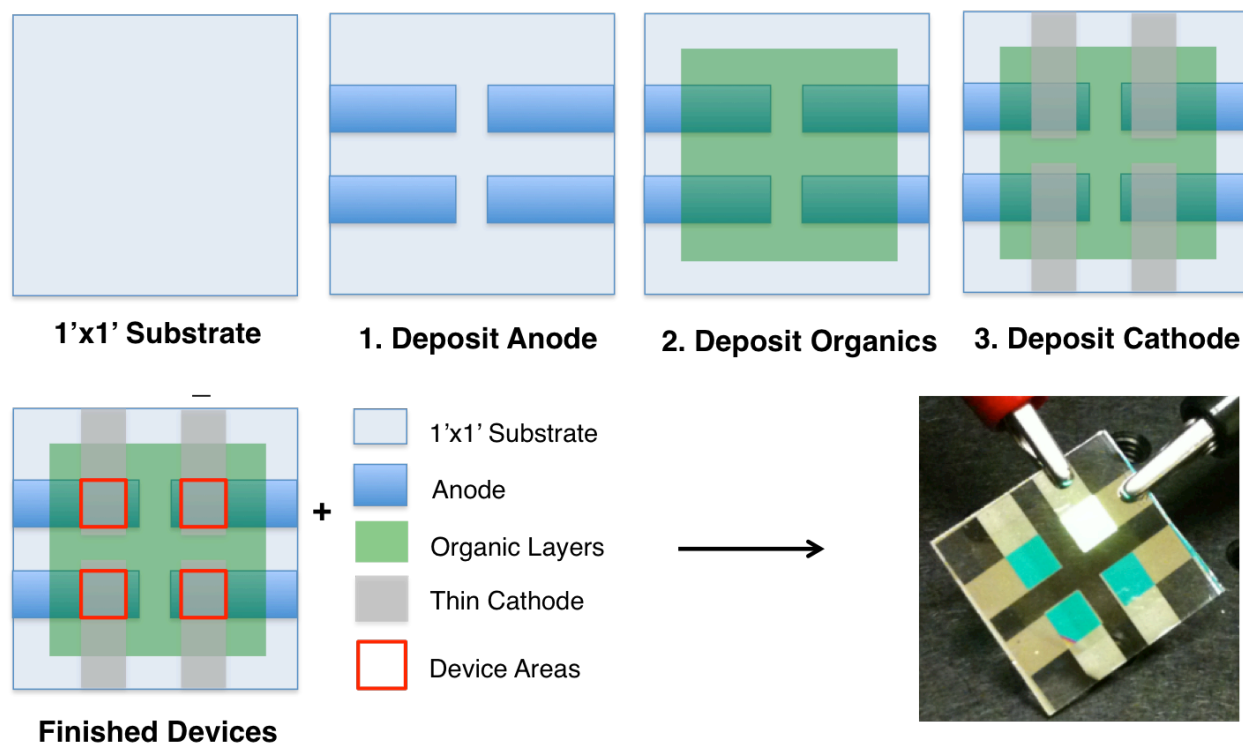 1’x1’ Substrate
1. Deposit Anode
2. Deposit Organics
3. Deposit Cathode
–
+
1’x1’ Substrate
Anode
Organic Layers
Thin Cathode
Device Areas
Finished Devices